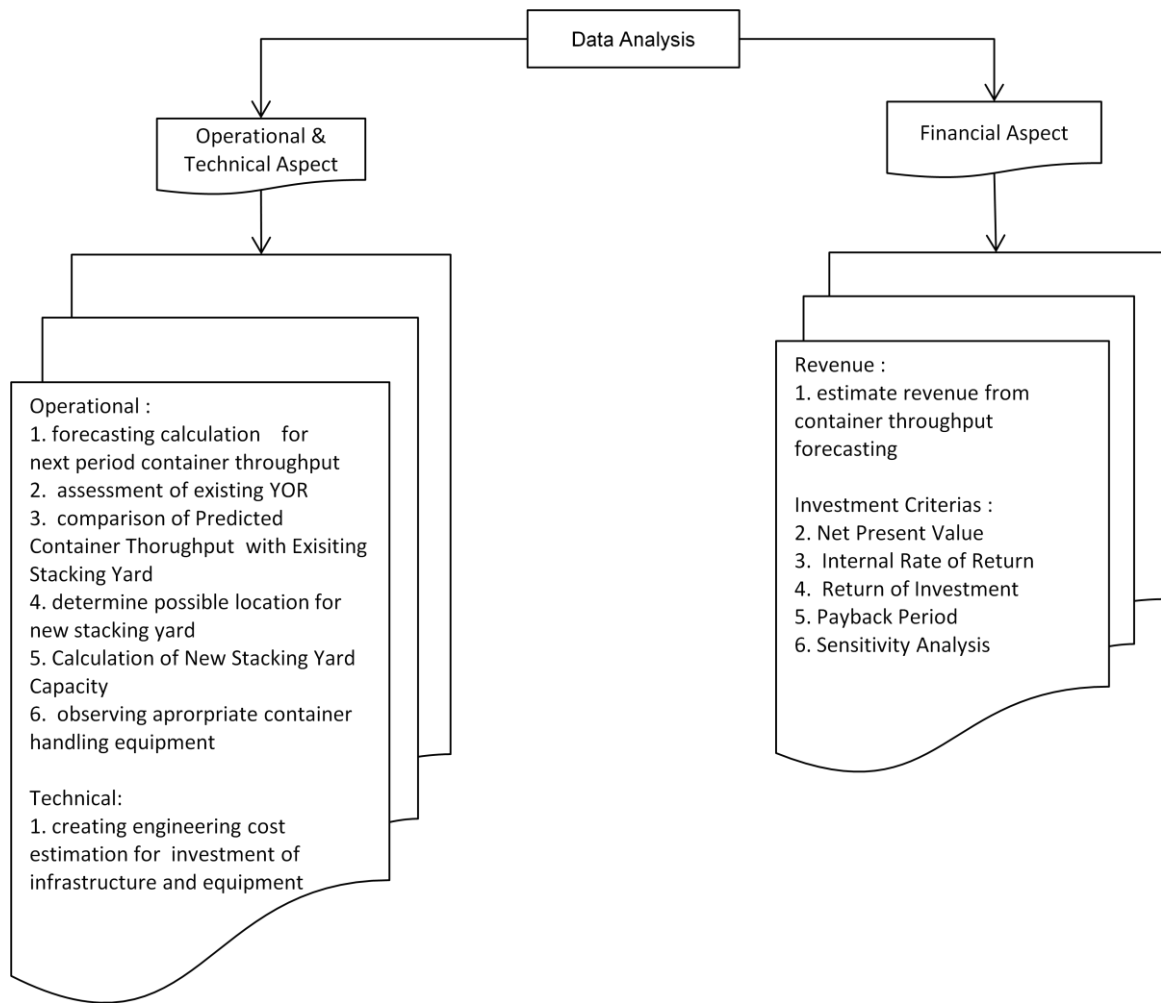 Data Analysis
Operational &
Technical Aspect
Financial Aspect
Operational :
1. forecasting calculation for
next period container throughput
2. assessment of existing YOR
3. comparison of Predicted
Container Thorughput with Exisiting
Stacking Yard
4. determine possible location for
new stacking yard
5. Calculation of New Stacking Yard
Capacity
6. observing aprorpriate container
handling equipment
Technical:
1. creating engineering cost
estimation for investment of
infrastructure and equipment
Revenue :
1. estimate revenue from
container throughput
forecasting
Investment Criterias :
2. Net Present Value
3. Internal Rate of Return
4. Return of Investment
5. Payback Period
6. Sensitivity Analysis